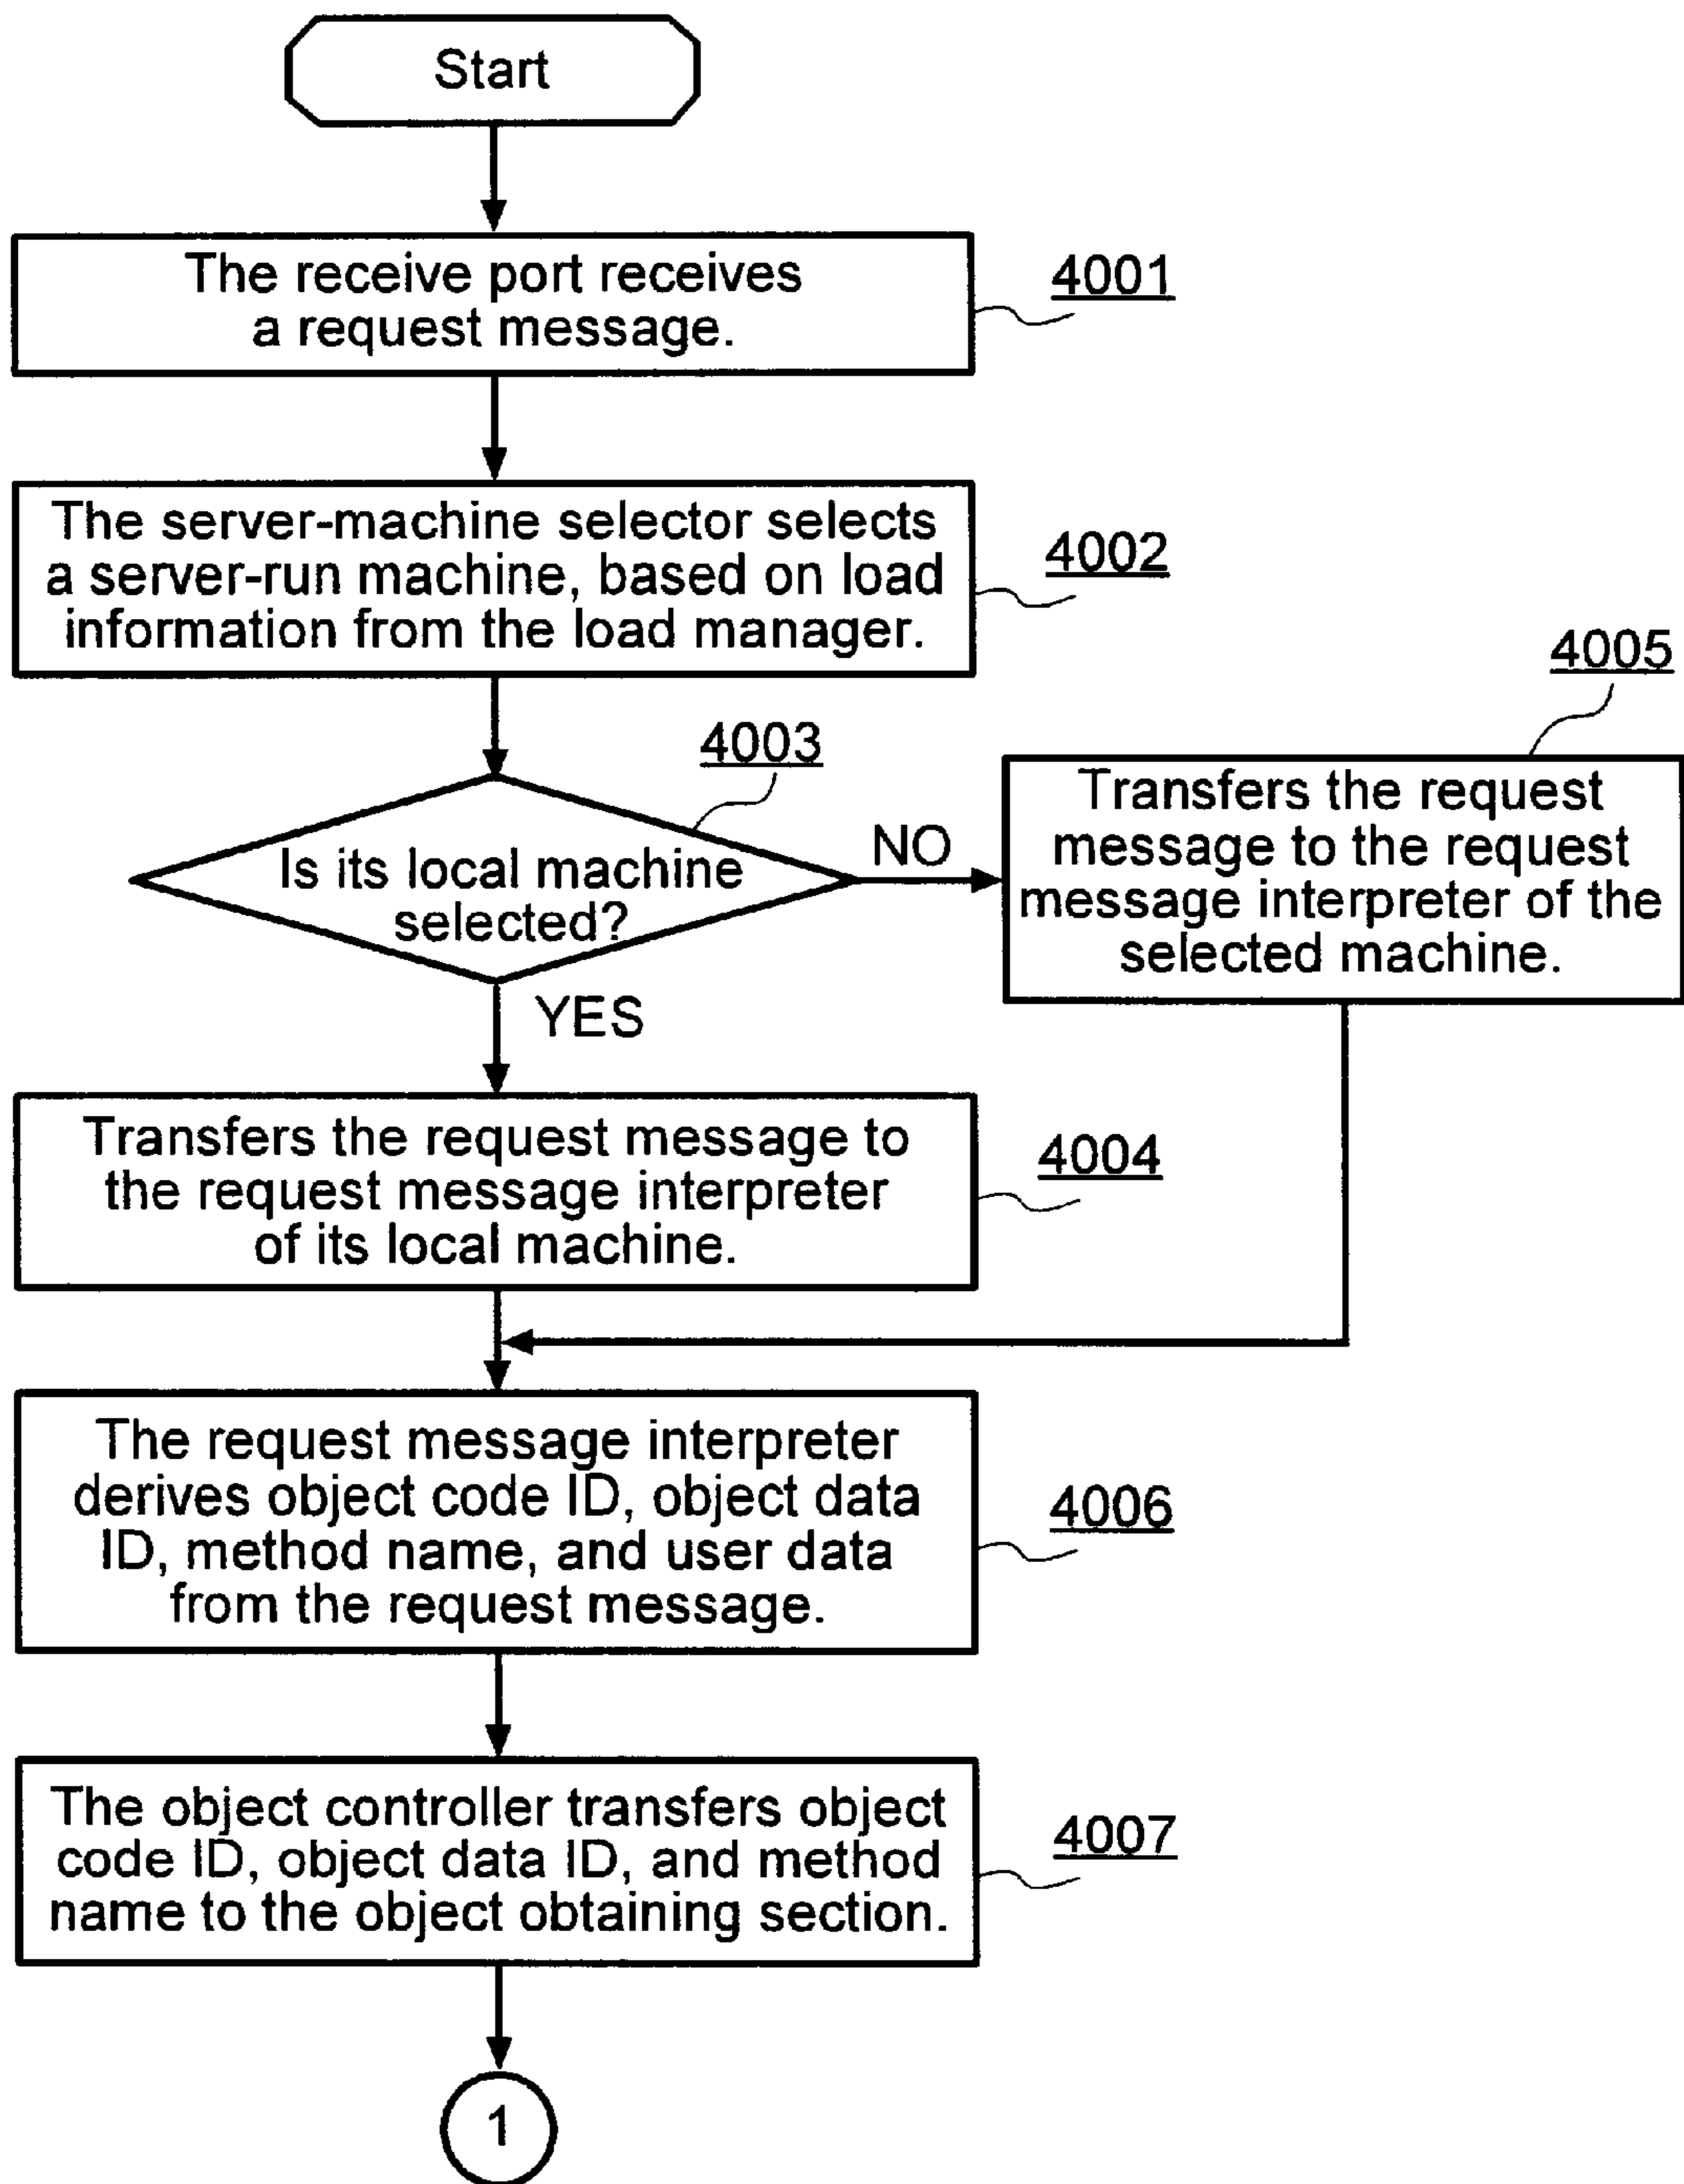 Start
The receive port receives
a request message.
4001
The server-machine selector selects
a server-run machine, based on load
information from the load manager.
4002
4003
Is its local machine
selected?
NO
YES
4005
Transfers the request
message to the request
message interpreter of the
selected machine.
Transfers the request message to
the request message interpreter
of its local machine.
4004
The request message interpreter
derives object code ID, object data
ID, method name, and user data
from the request message.
4006
The object controller transfers object
code ID, object data ID, and method
name to the object obtaining section.
4007
1